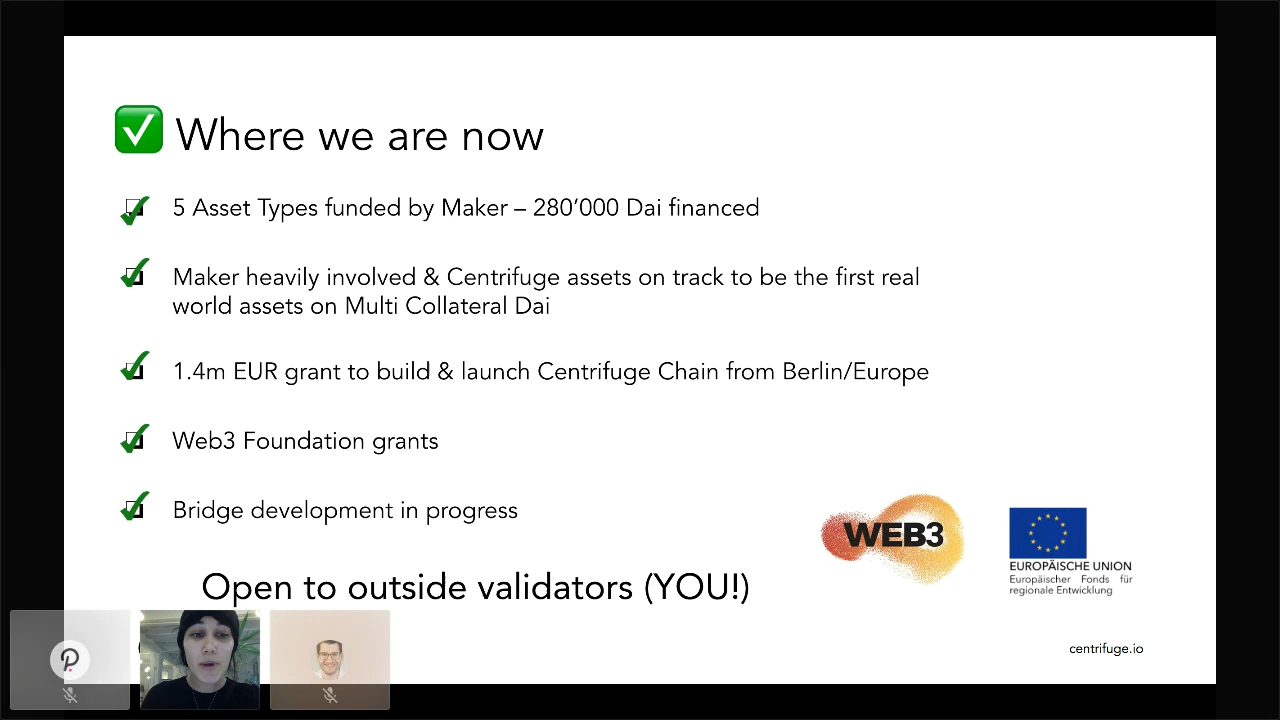 Where we are now
5 Asset Types funded by Maker – 280’000 Dai financed
Maker heavily involved & Centrifuge assets on track to be the first real
world assets on Multi Collateral Dai
1.4m EUR grant to build & launch Centrifuge Chain from Berlin/Europe
Web3 Foundation grants
Bridge development in progress
WEB3
EUROPÄISCHE UNION
Europäischer Fonds für
regionale Entwicklung
Open to outside validators (YOU!)
centrifuge.io